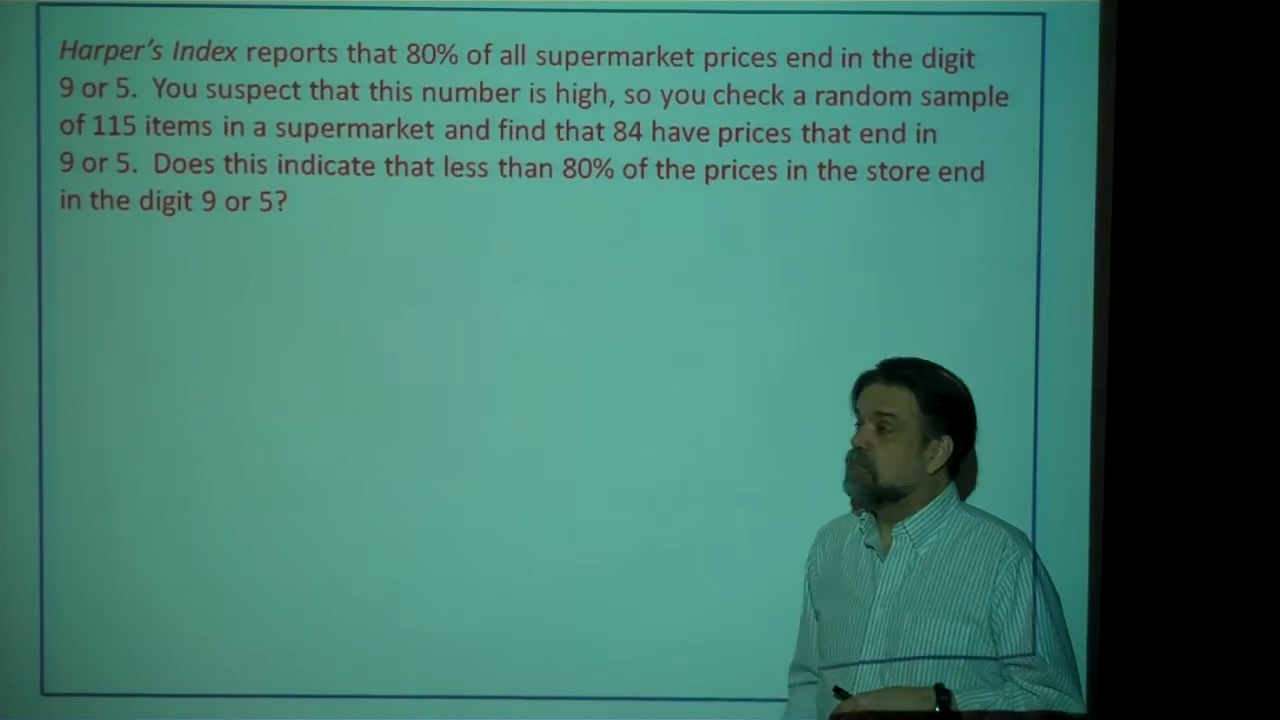 Harper's Index reports that 80% of all supermarket prices end in the digit
9 or 5. You suspect that this number is high, so you check a random sample
of 115 items in a supermarket and find that 84 have prices that end in
9 or 5. Does this indicate that less than 80% of the prices in the store end
in the digit 9 or 5?